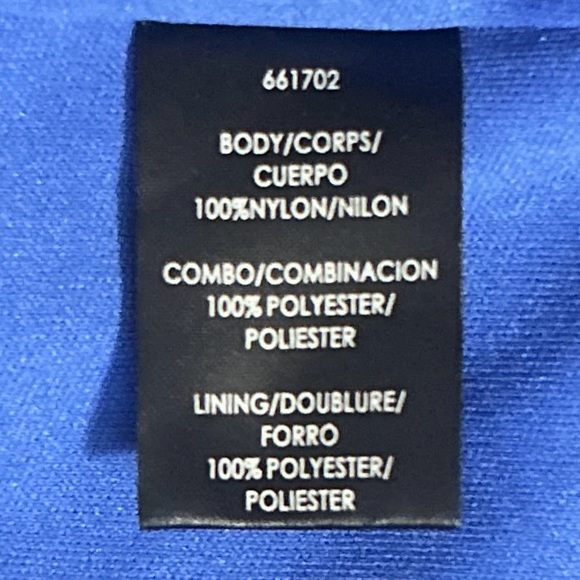 661702
BODY/CORPS/
CUERPO
100%NYLON/NILON
COMBO/COMBINACION
100% POLYESTER/
POLIESTER
LINING/DOUBLURE/
FORRO
100% POLYESTER/
POLIESTER